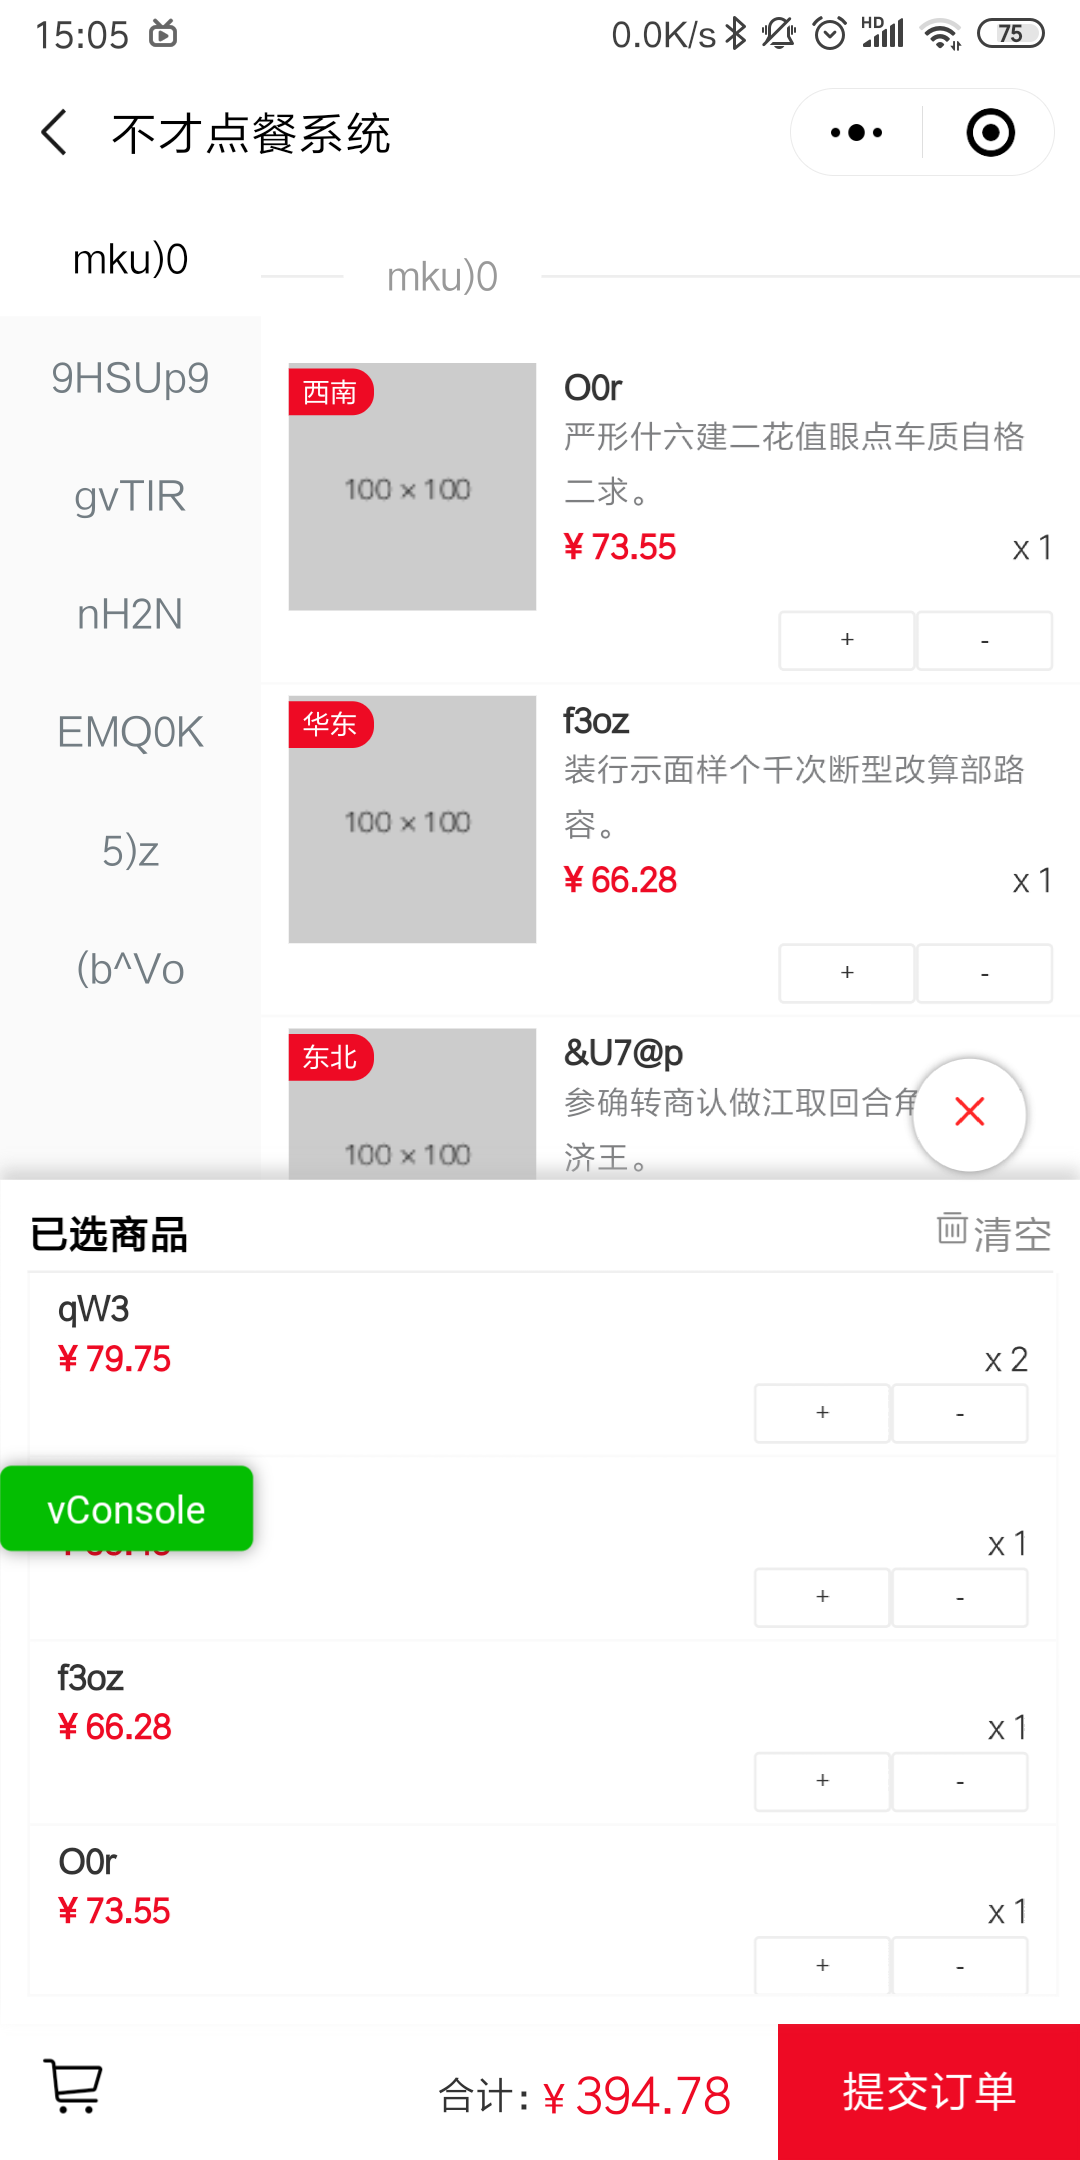 15:05
0.0K/s HD 75
不才点餐系统
mku)0
mku)0
9HSUp9
gvTIR
nH2N
EMQ0K
5)z
(b^Vo
西南
100 × 100
O0r
严形什六建二花值眼点车质自格
二求。
¥ 73.55
x 1
+
-
华东
100 × 100
f3oz
装行示面样个千次断型改算部路
容。
¥ 66.28
x 1
+
-
东北
100 × 100
&U7@p
参确转商认做江取回合角
济王。
已选商品
清空
qW3
¥ 79.75
x 2
+
-
vConsole
x 1
+
-
f3oz
¥ 66.28
x 1
+
-
O0r
¥ 73.55
x 1
+
-
合计: ¥ 394.78
提交订单